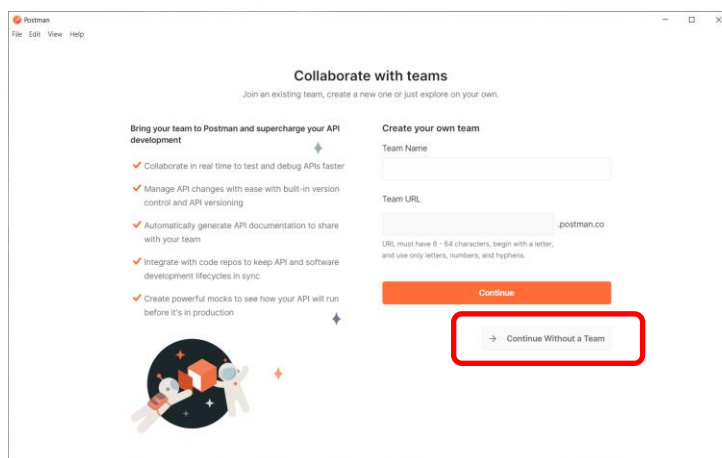 Postman
File Edit View Help
Collaborate with teams
Join an existing team, create a new one or just explore on your own.
Bring your team to Postman and supercharge your API
development
Collaborate in real time to test and debug APIs faster
Manage API changes with ease with built-in version
control and API versioning
Automatically generate API documentation to share
with your team
Integrate with code repos to keep API and software
development lifecycles in sync
Create powerful mocks to see how your API will run
before it's in production
Create your own team
Team Name
Team URL
.postman.co
URL must have 6 - 64 characters, begin with a letter,
and use only letters, numbers, and hyphens.
Continue
→ Continue Without a Team